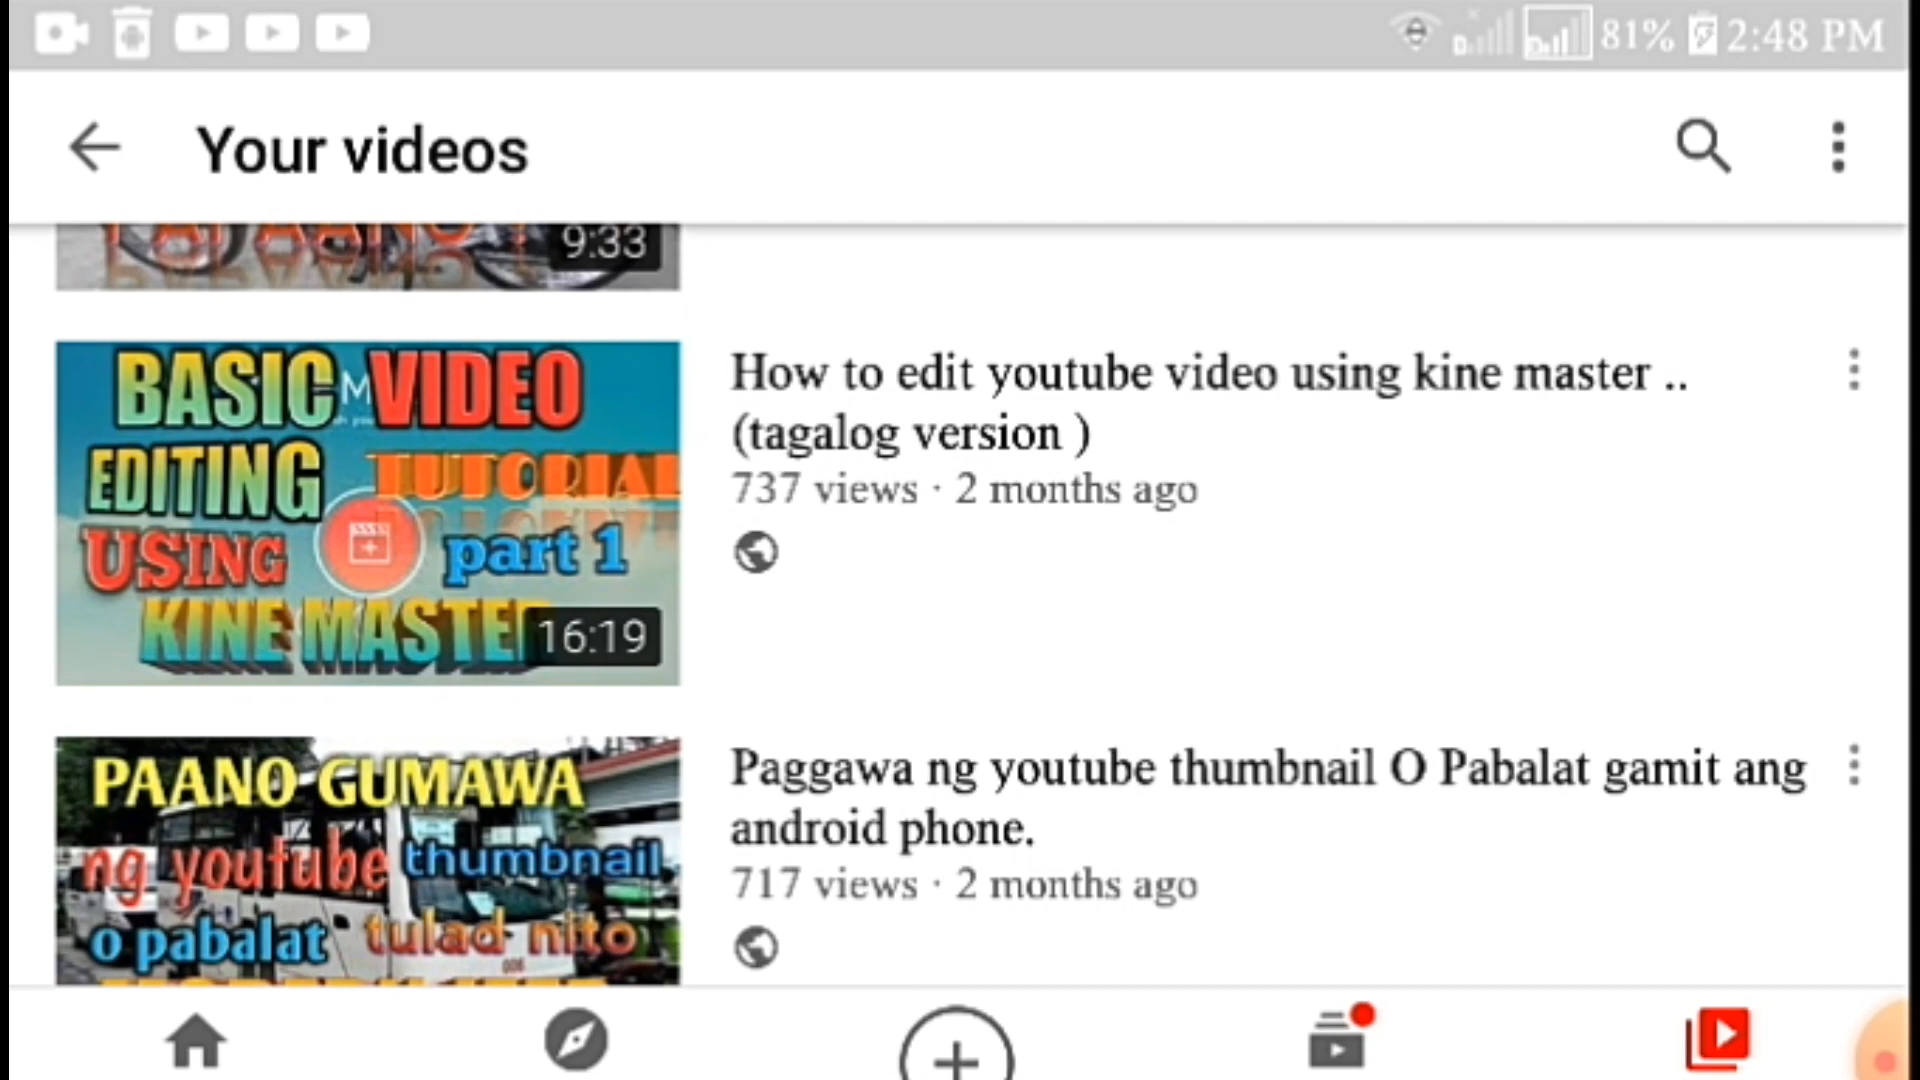 81% 2:48 PM
Your videos
9:33
BASIC VIDEO
EDITING TUTORIAL
USING part 1
KINE MASTER
16:19
How to edit youtube video using kine master ..
(tagalog version )
737 views · 2 months ago
PAANO GUMAWA
ng youtube thumbnail
o pabalat tulad nito
Paggawa ng youtube thumbnail O Pabalat gamit ang
android phone.
717 views · 2 months ago